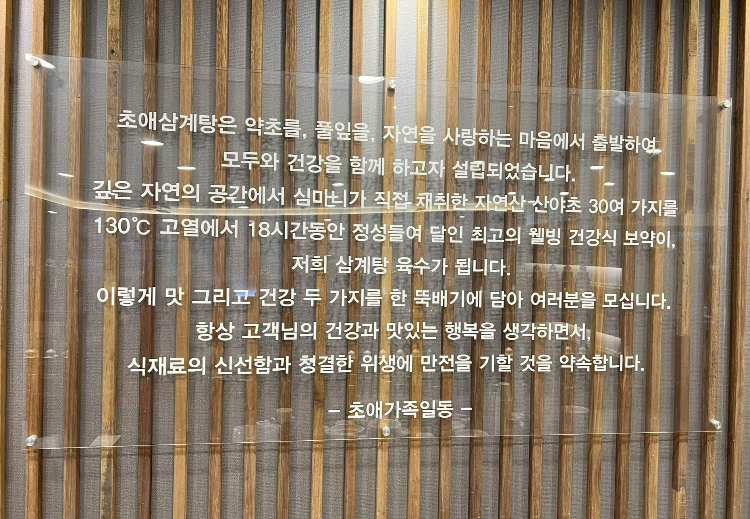 초애삼계탕은 약초를, 풀잎을, 자연을 사랑하는 마음에서 출발하여
모두와 건강을 함께 하고자 설립되었습니다.
깊은 자연의 공간에서 심마니가 직접 재취한 자연산 산야초 30여 가지를
130℃ 고열에서 18시간동안 정성들여 달인 최고의 웰빙 건강식 보약이,
저희 삼계탕 육수가 됩니다.
이렇게 맛 그리고 건강 두 가지를 한 뚝배기에 담아 여러분을 모십니다.
항상 고객님의 건강과 맛있는 행복을 생각하면서,
식재료의 신선함과 청결한 위생에 만전을 기할 것을 약속합니다.
- 초애가족일동 -